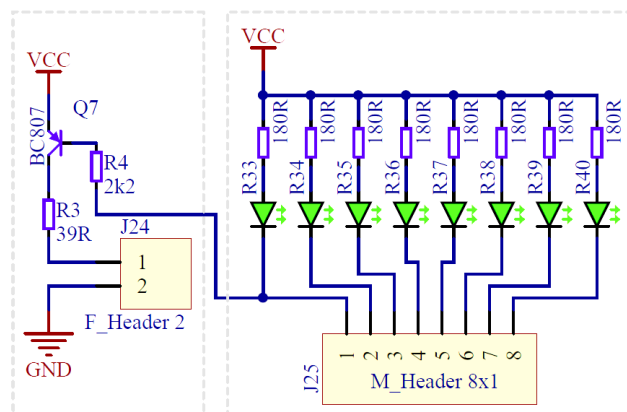 VCC
Q7
BC807
R4
2k2
R3
39R
J24
1
2
F_Header 2
GND
VCC
180R
180R
180R
180R
180R
180R
180R
180R
R33
R34
R35
R36
R37
R38
R39
R40
1
2
3
4
5
6
7
8
J25
M_Header 8x1